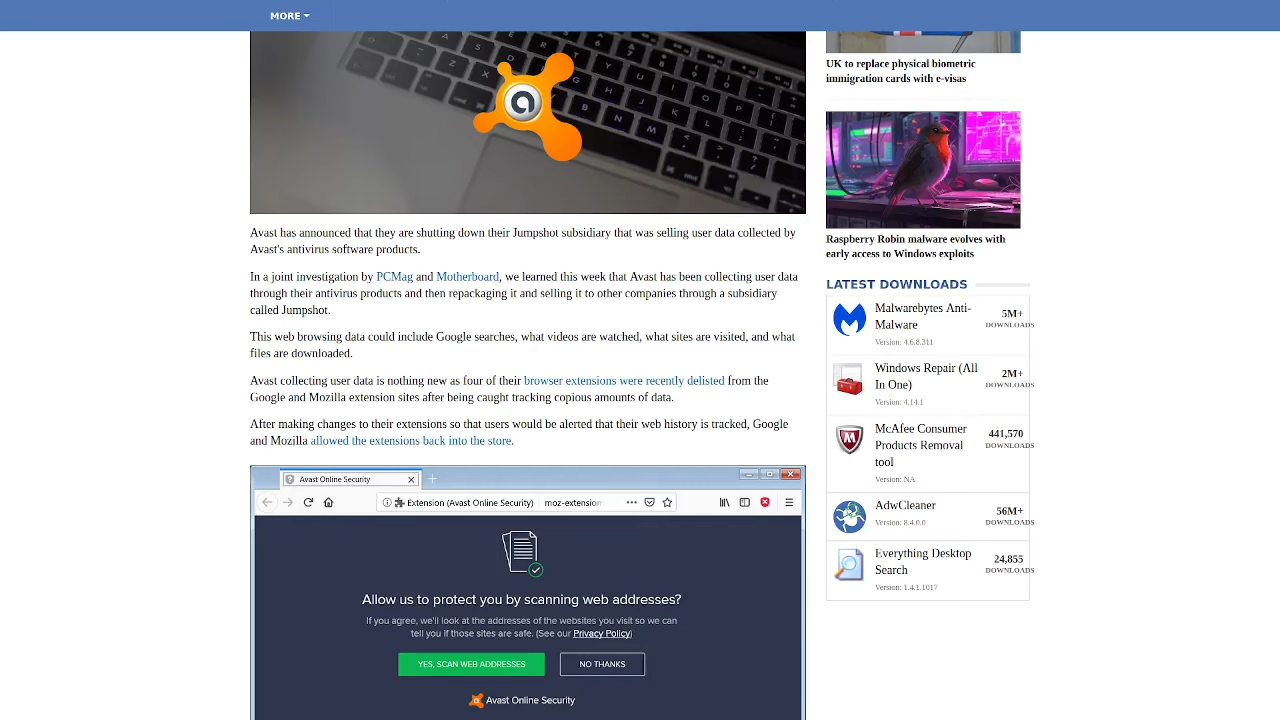 MORE
Avast has announced that they are shutting down their Jumpshot subsidiary that was selling user data collected by
Avast's antivirus software products.
In a joint investigation by PCMag and Motherboard, we learned this week that Avast has been collecting user data
through their antivirus products and then repackaging it and selling it to other companies through a subsidiary
called Jumpshot.
This web browsing data could include Google searches, what videos are watched, what sites are visited, and what
files are downloaded.
Avast collecting user data is nothing new as four of their browser extensions were recently delisted from the
Google and Mozilla extension sites after being caught tracking copious amounts of data.
After making changes to their extensions so that users would be alerted that their web history is tracked, Google
and Mozilla allowed the extensions back into the store.
Avast Online Security
Extension (Avast Online Security) moz-extension
Allow us to protect you by scanning web addresses?
If you agree, we'll look at the addresses of the websites you visit so we can
tell you if those sites are safe. (See our Privacy Policy)
YES, SCAN WEB ADDRESSES
NO THANKS
Avast Online Security
UK to replace physical biometric
immigration cards with e-visas
Raspberry Robin malware evolves with
early access to Windows exploits
LATEST DOWNLOADS
Malwarebytes Anti-
Malware
Version: 4.6.8.311
5M+
DOWNLOADS
Windows Repair (All
In One)
Version: 4.14.1
2M+
DOWNLOADS
McAfee Consumer
Products Removal
tool
Version: NA
441,570
DOWNLOADS
AdwCleaner
Version: 8.4.0.0
56M+
DOWNLOADS
Everything Desktop
Search
Version: 1.4.1.1017
24,855
DOWNLOADS